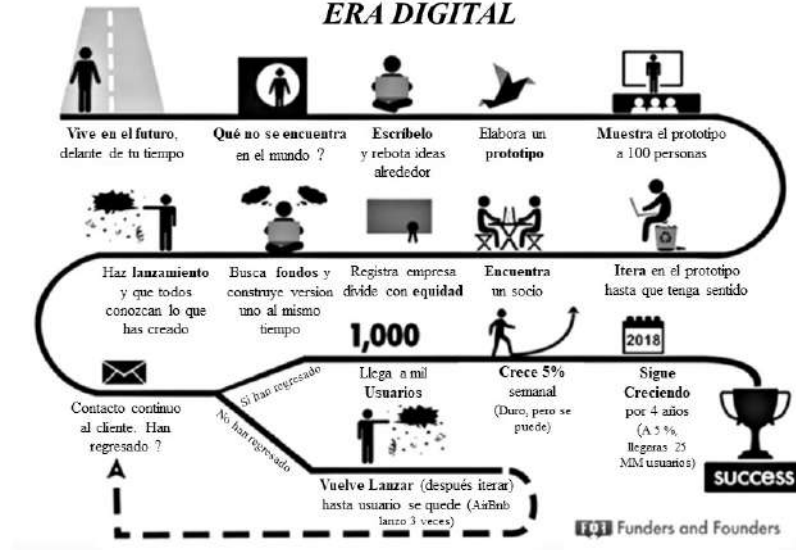 ERA DIGITAL
Vive en el futuro,
delante de tu tiempo
Qué no se encuentra
en el mundo ?
Escríbelo
y rebota ideas
alrededor
Elabora un
prototipo
Muestra el prototipo
a 100 personas
Itera en el prototipo
hasta que tenga sentido
Encuentra
un socio
Registra empresa
divide con equidad
Busca fondos y
construye version
uno al mismo
tiempo
Haz lanzamiento
y que todos
conozcan lo que
has creado
Contacto continuo
al cliente. Han
regresado ?
Si han regresado
1,000
Llega a mil
Usuarios
Crece 5%
semanal
(Duro, pero se
puede)
2018
Sigue
Creciendo
por 4 años
(A 5 %,
llegaras 25
MM usuarios)
success
No han regresado
Vuelve Lanzar (después iterar)
hasta usuario se quede (AirBnb
lanzo 3 veces)
Funders and Founders